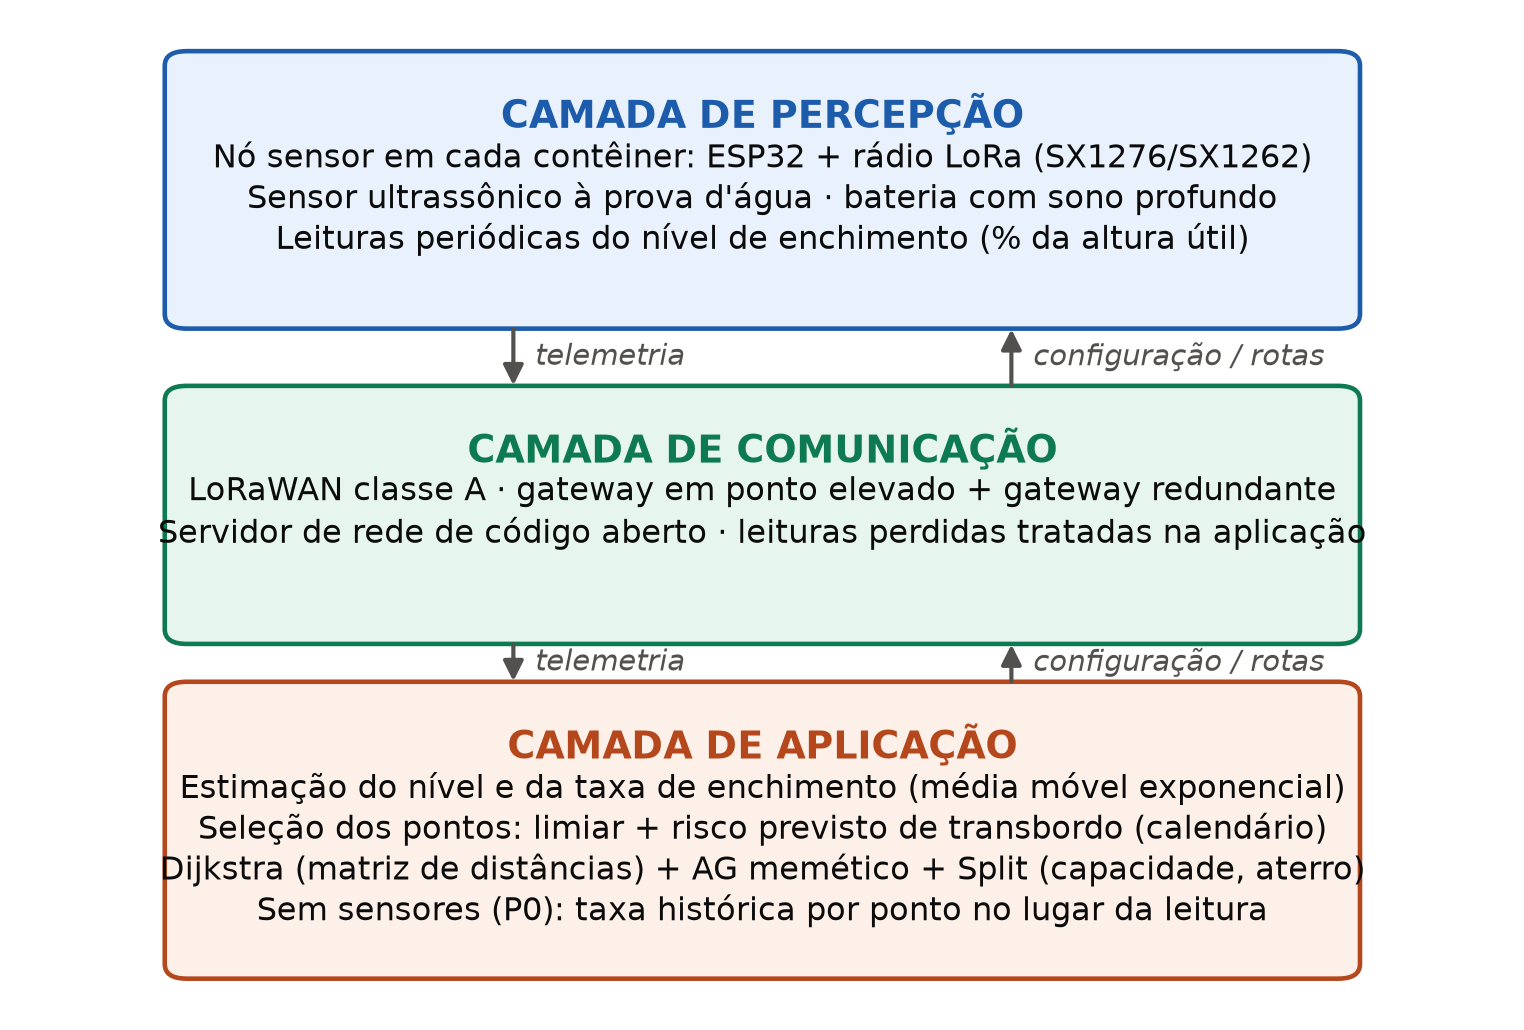 CAMADA DE PERCEPÇÃO
Nó sensor em cada contêiner: ESP32 + rádio LoRa (SX1276/SX1262)
Sensor ultrassônico à prova d'água · bateria com sono profundo
Leituras periódicas do nível de enchimento (% da altura útil)
telemetria
configuração / rotas
CAMADA DE COMUNICAÇÃO
LoRaWAN classe A · gateway em ponto elevado + gateway redundante
Servidor de rede de código aberto · leituras perdidas tratadas na aplicação
telemetria
configuração / rotas
CAMADA DE APLICAÇÃO
Estimação do nível e da taxa de enchimento (média móvel exponencial)
Seleção dos pontos: limiar + risco previsto de transbordo (calendário)
Dijkstra (matriz de distâncias) + AG memético + Split (capacidade, aterro)
Sem sensores (P0): taxa histórica por ponto no lugar da leitura